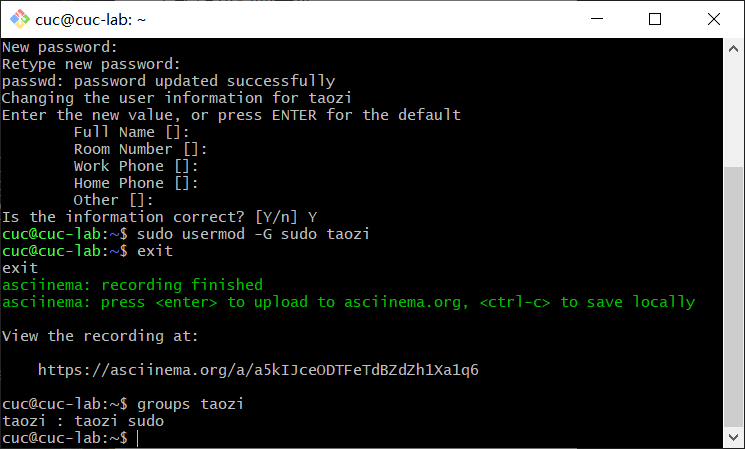 cuc@cuc-lab: ~
New password:
Retype new password:
passwd: password updated successfully
Changing the user information for taozi
Enter the new value, or press ENTER for the default
        Full Name []:
        Room Number []:
        Work Phone []:
        Home Phone []:
        Other []:
Is the information correct? [Y/n] Y
cuc@cuc-lab:~$ sudo usermod -G sudo taozi
cuc@cuc-lab:~$ exit
exit
asciinema: recording finished
asciinema: press <enter> to upload to asciinema.org, <ctrl-c> to save locally
View the recording at:
    https://asciinema.org/a/a5kIJceODTFeTdBZdZh1Xa1q6
cuc@cuc-lab:~$ groups taozi
taozi : taozi sudo
cuc@cuc-lab:~$